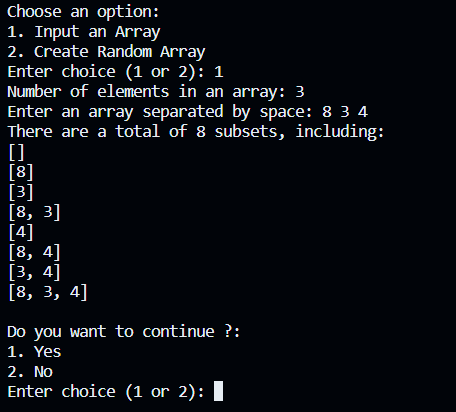 Choose an option:
1. Input an Array
2. Create Random Array
Enter choice (1 or 2): 1
Number of elements in an array: 3
Enter an array separated by space: 8 3 4
There are a total of 8 subsets, including:
[]
[8]
[3]
[8, 3]
[4]
[8, 4]
[3, 4]
[8, 3, 4]
Do you want to continue ?:
1. Yes
2. No
Enter choice (1 or 2):